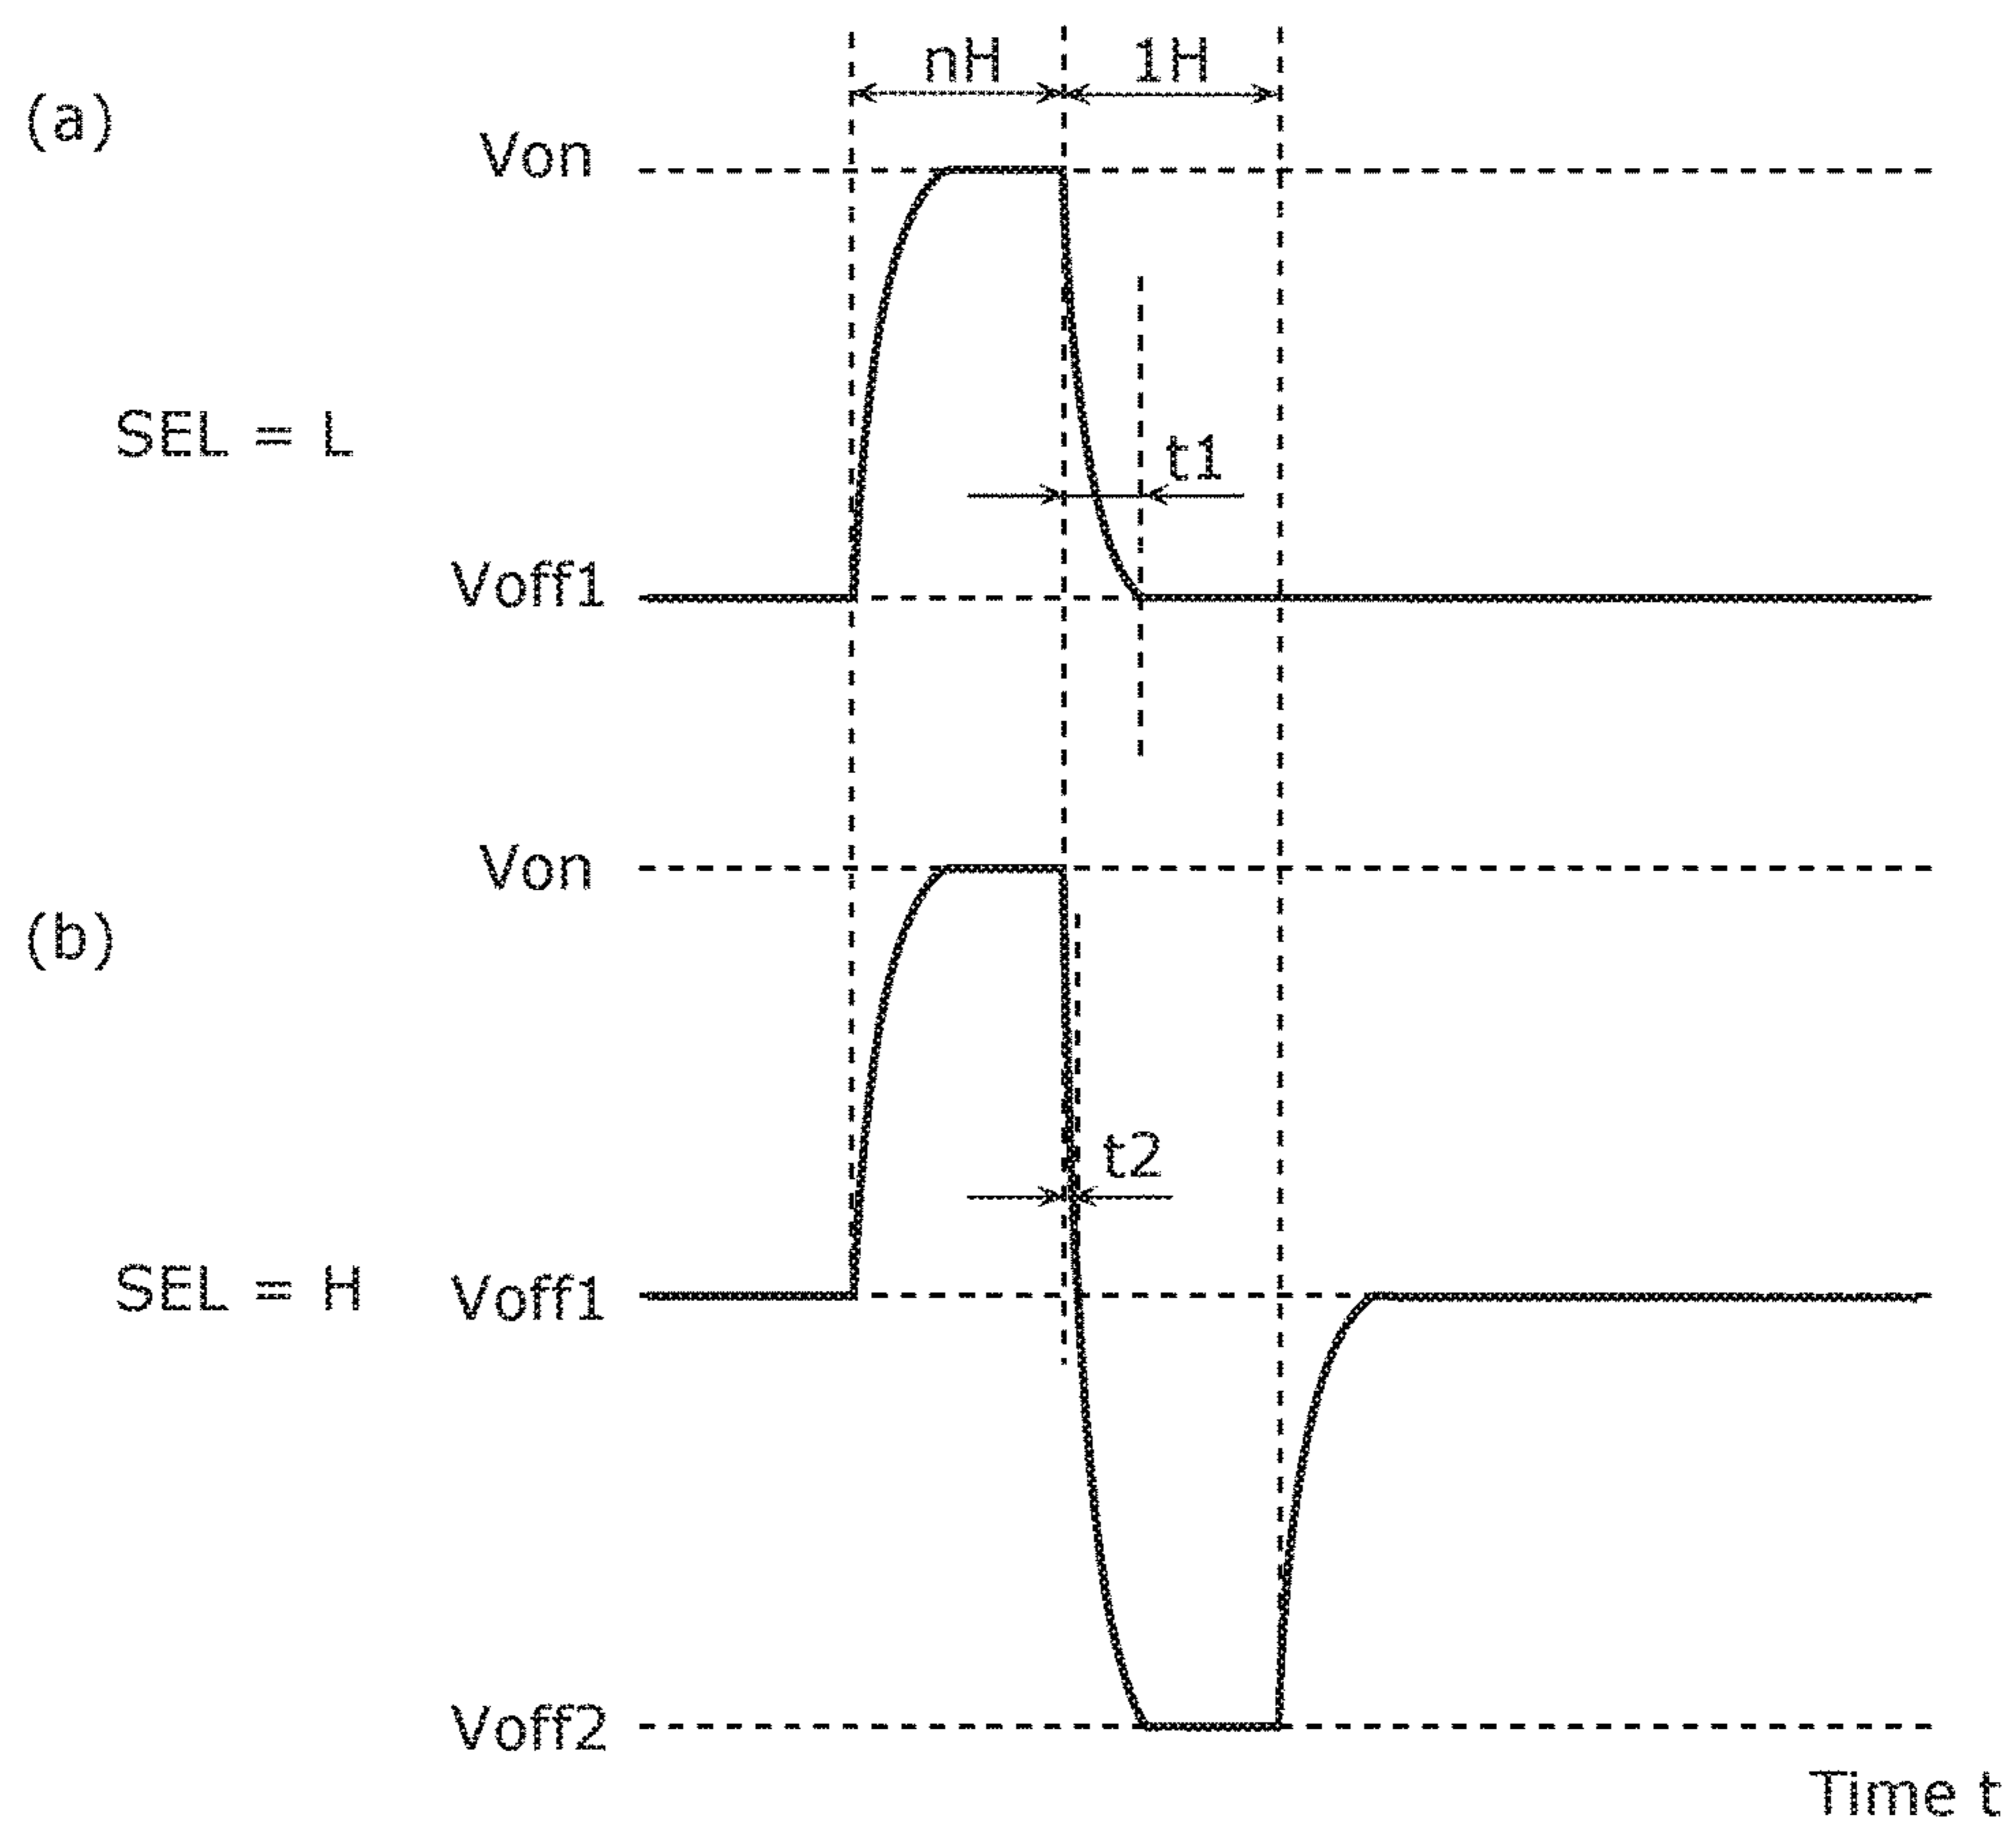 nH
1H
(a)
Von
SEL = L
t1
Voff1
Von
(b)
t2
SEL = H
Voff1
Voff2
Time t